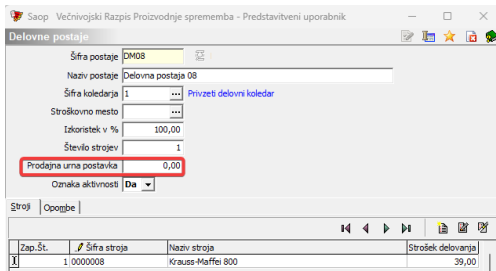 Saop Večnivojski Razpis Proizvodnje sprememba - Predstavitveni uporabnik
Delovne postaje
Šifra postaje DM08
Naziv postaje Delovna postaja 08
Šifra koledarja 1 ... Privzeti delovni koledar
Stroškovno mesto ...
Izkoristek v % 100,00
Število strojev 1
Prodajna urna postavka 0,00
Oznaka aktivnosti Da
Stroji Opombe
Zap.Št. Šifra stroja Naziv stroja Strošek delovanja
1 0000008 Krauss-Maffei 800 39,00